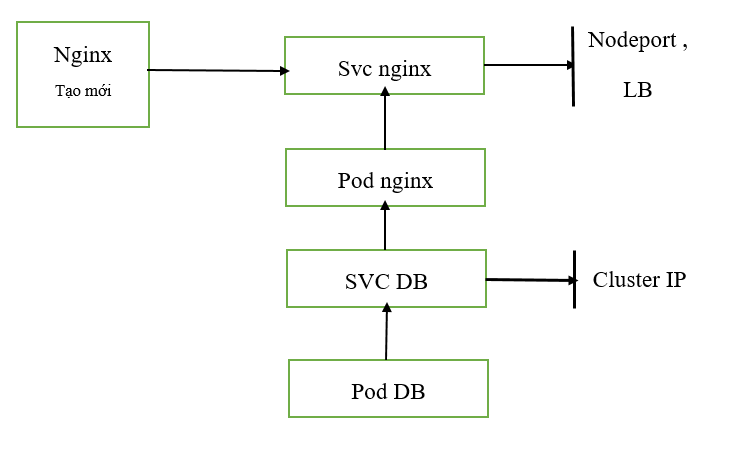 Nginx
Tạo mới
Svc nginx
Nodeport ,
LB
Pod nginx
SVC DB
Cluster IP
Pod DB